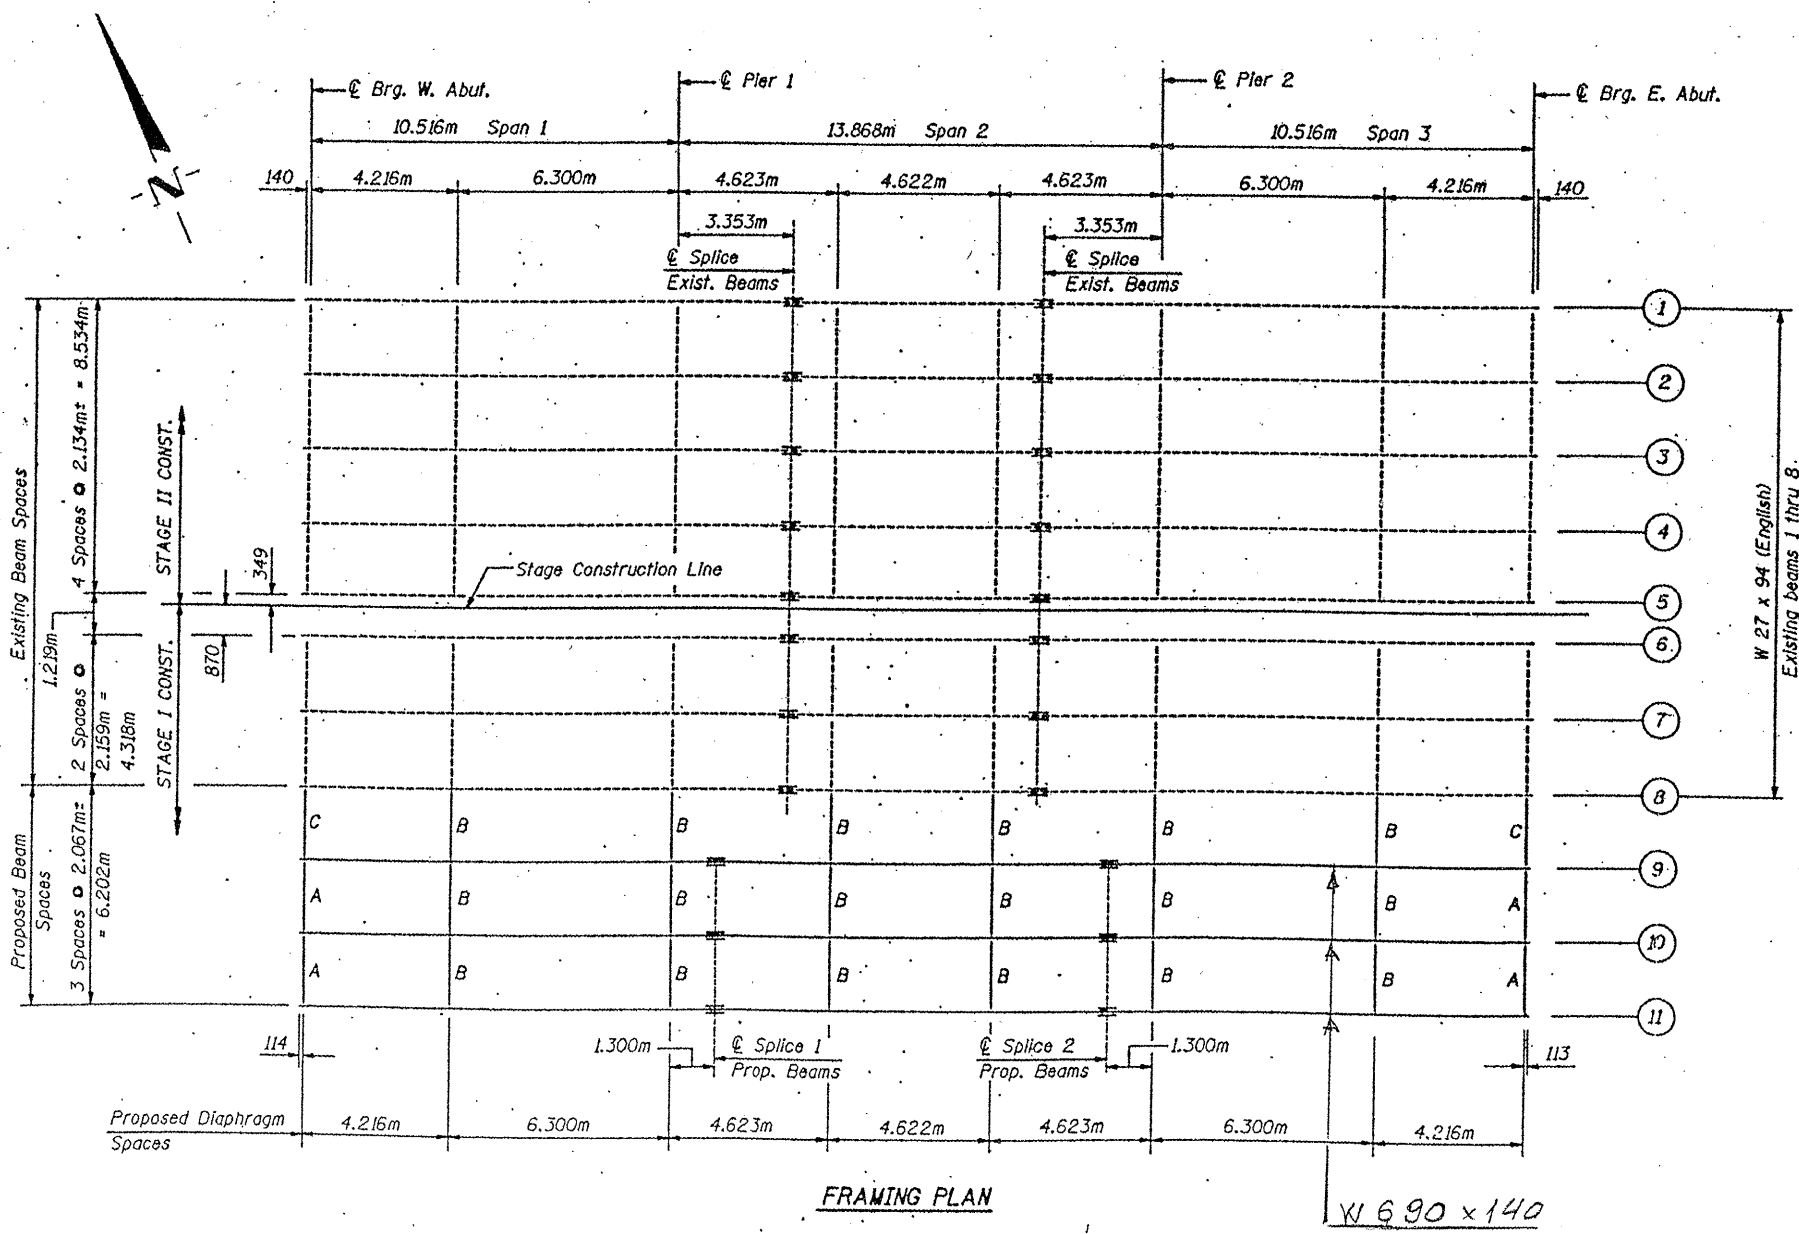 ℄ Brg. W. Abut.
℄ Pier 1
℄ Pier 2
℄ Brg. E. Abut.
10.516m Span 1
13.868m Span 2
10.516m Span 3
140
4.216m
6.300m
4.623m
4.622m
4.623m
6.300m
4.216m
140
N
3.353m
3.353m
℄ Splice
Exist. Beams
℄ Splice
Exist. Beams
1
2
3
4
5
6
7
8
9
10
11
Existing Beam Spaces
4 Spaces @ 2.134m± = 8.534m
1.219m
2 Spaces @
2.159m =
4.318m
STAGE II CONST.
STAGE I CONST.
349
870
Stage Construction Line
W 27 x 94 (English)
Existing beams 1 thru 8.
Proposed Beam
Spaces
3 Spaces @ 2.067m±
= 6.202m
C B B B B B B C
A B B B B B B A
A B B B B B B A
114
1.300m
℄ Splice 1
Prop. Beams
℄ Splice 2
Prop. Beams
1.300m
113
Proposed Diaphragm
Spaces
4.216m
6.300m
4.623m
4.622m
4.623m
6.300m
4.216m
FRAMING PLAN
W 690 x 140